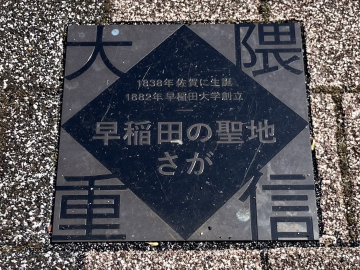 大隈重信
1838年佐賀に生誕
1882年早稲田大学創立
早稲田の聖地
さが